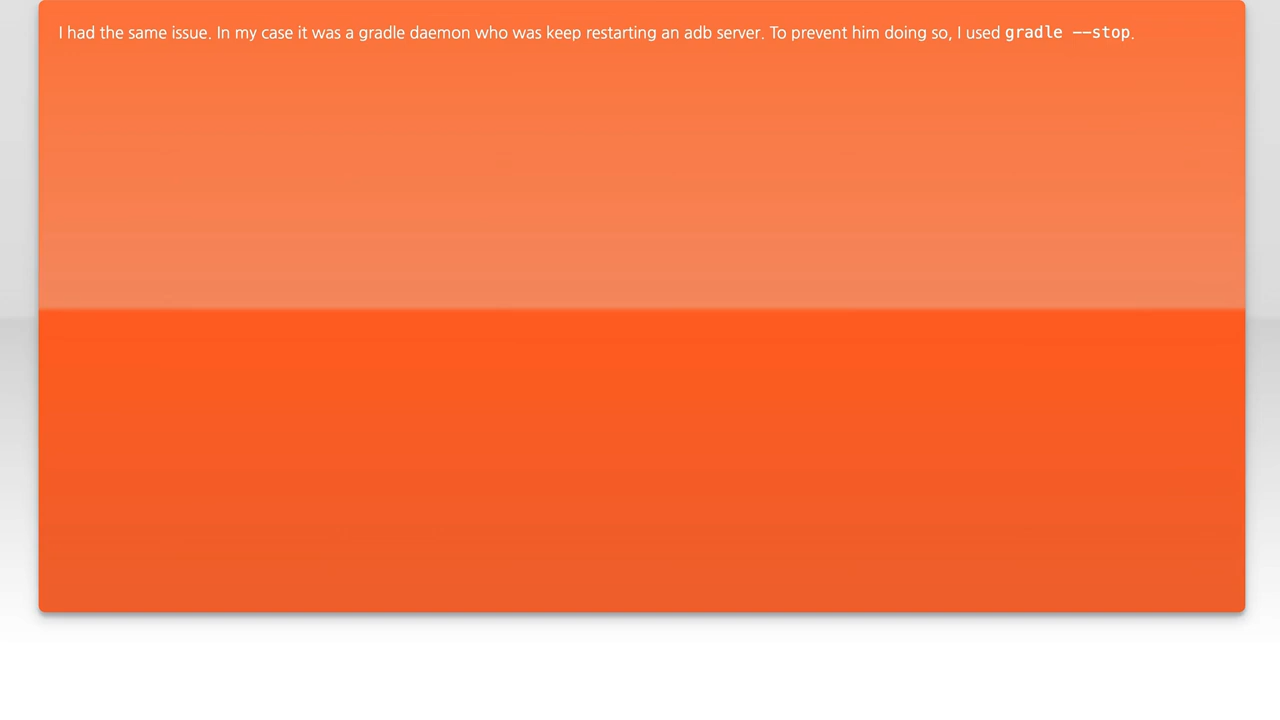 I had the same issue. In my case it was a gradle daemon who was keep restarting an adb server. To prevent him doing so, I used gradle --stop.